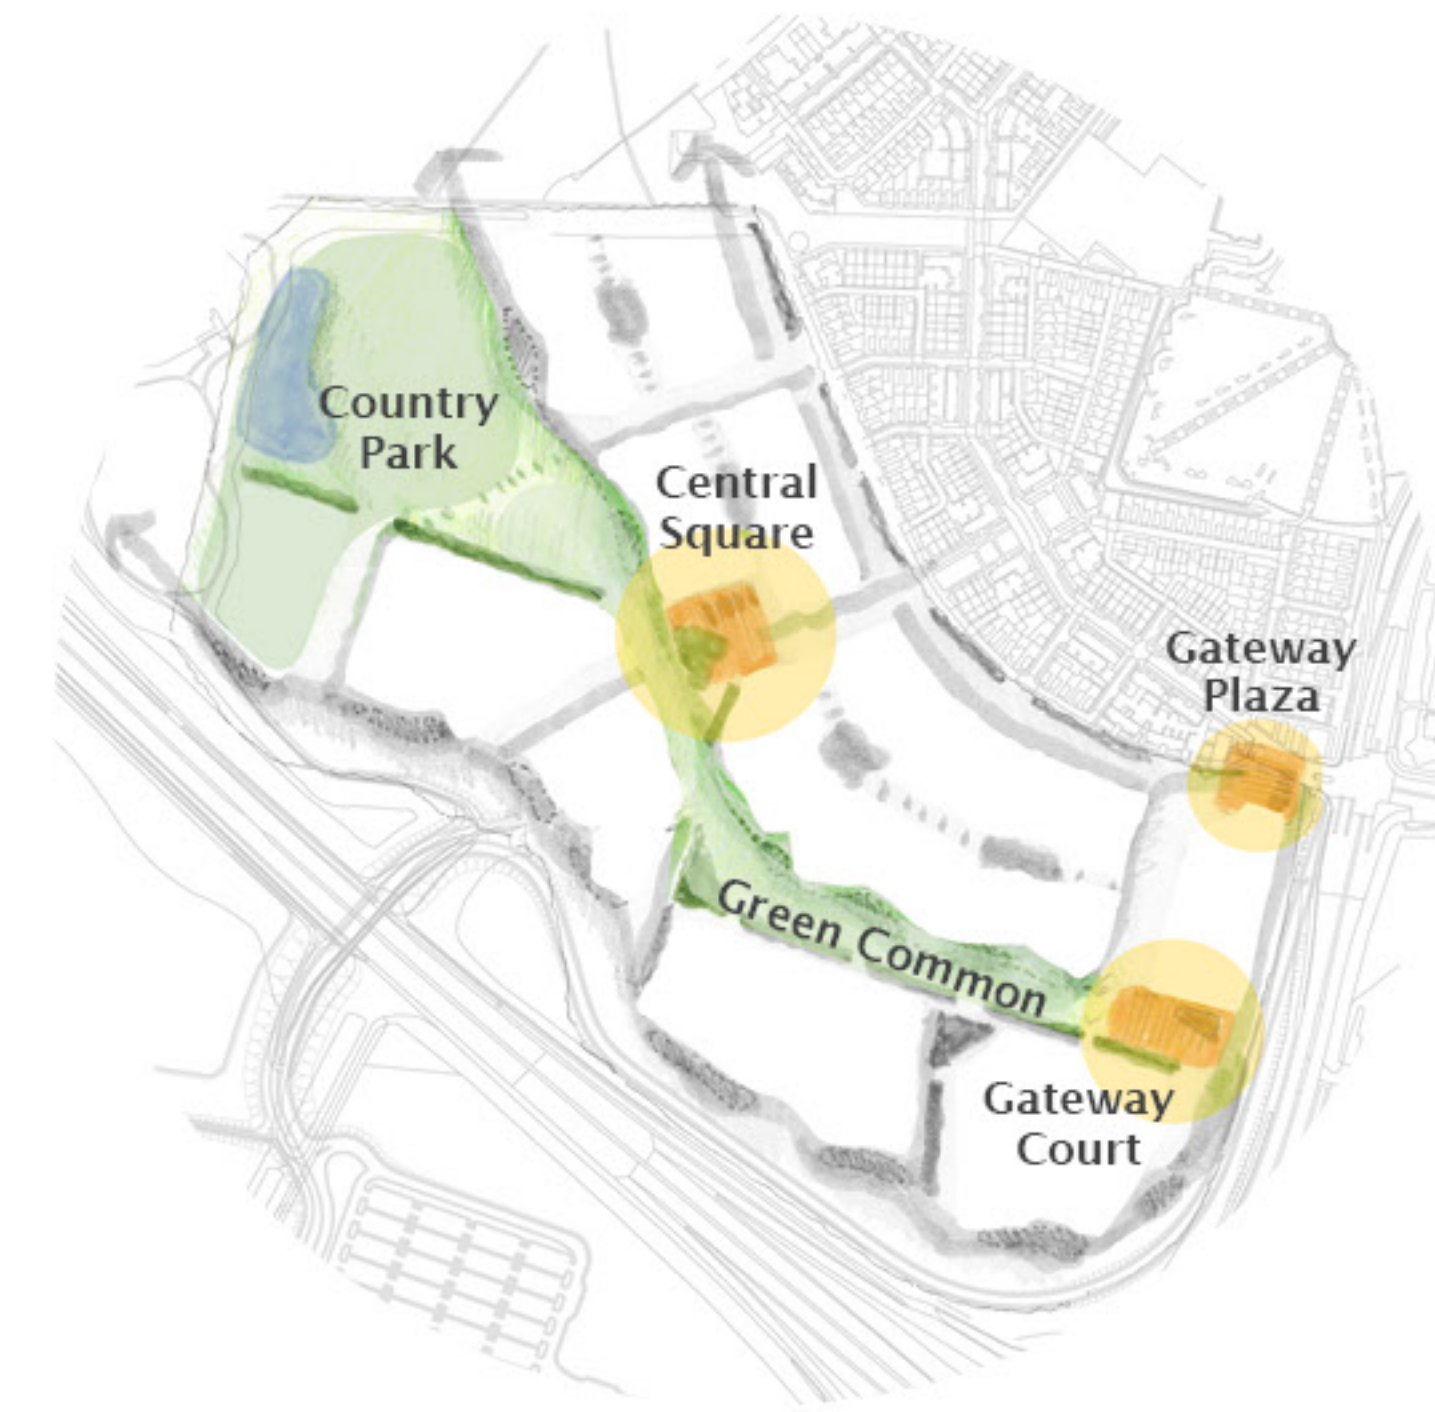 Country
Park
Central
Square
Gateway
Plaza
Green Common
Gateway
Court